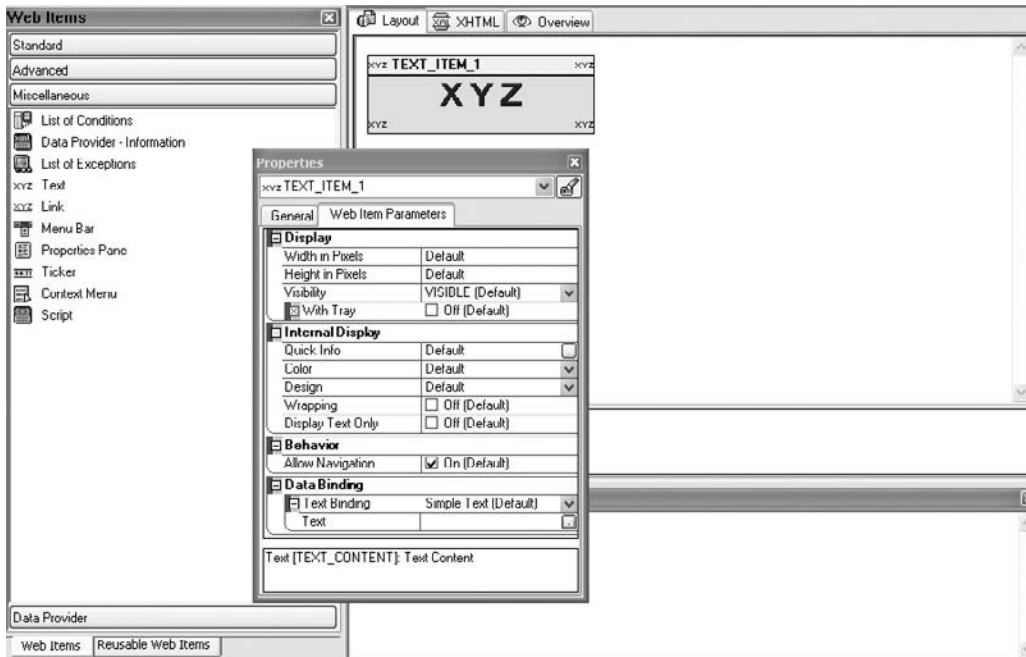 Web Items
Standard
Advanced
Miscellaneous
List of Conditions
Data Provider - Information
List of Exceptions
xyz Text
xyz Link
Menu Bar
Properties Pane
Ticker
Context Menu
Script
Data Provider
Web Items Reusable Web Items
Layout XHTML Overview
xyz TEXT_ITEM_1 xyz
XYZ
xyz xyz
Properties
xyz TEXT_ITEM_1
General Web Item Parameters
Display
Width in Pixels Default
Height in Pixels Default
Visibility VISIBLE (Default)
With Tray Off (Default)
Internal Display
Quick Info Default
Color Default
Design Default
Wrapping Off (Default)
Display Text Only Off (Default)
Behavior
Allow Navigation On (Default)
Data Binding
Text Binding Simple Text (Default)
Text
Text [TEXT_CONTENT]: Text Content